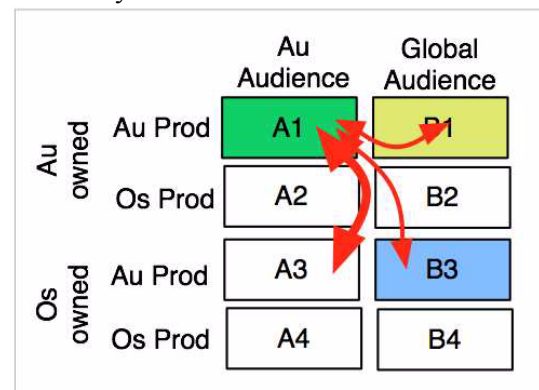 Au Audience
Global Audience
Au owned
Au Prod
A1
B1
Os Prod
A2
B2
Os owned
Au Prod
A3
B3
Os Prod
A4
B4